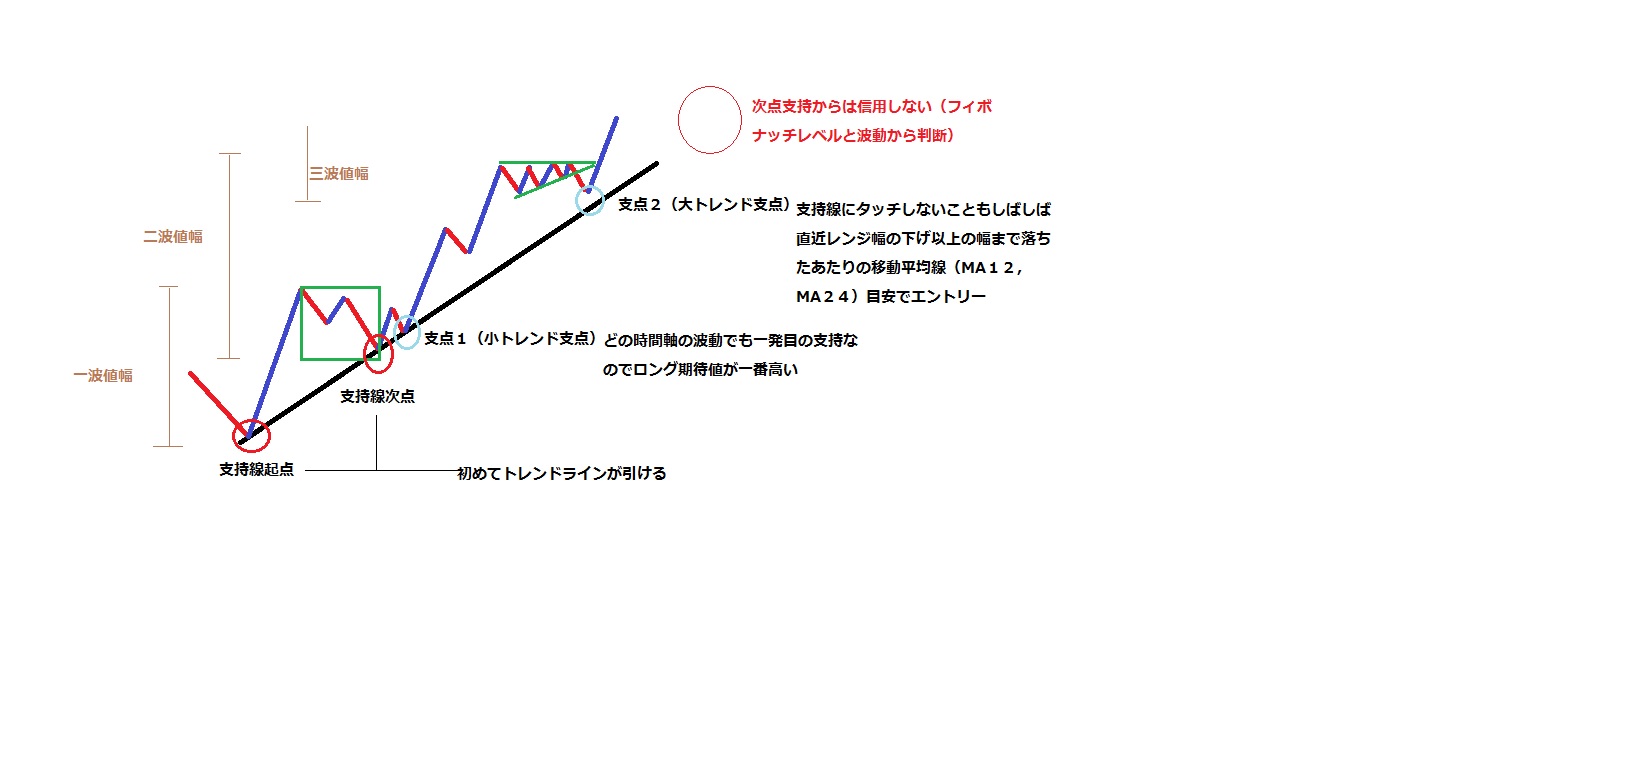 次点支持からは信用しない（フィボ
ナッチレベルと波動から判断）
三波値幅
二波値幅
一波値幅
支点２（大トレンド支点）
支持線にタッチしないこともしばしば
直近レンジ幅の下げ以上の幅まで落ち
たあたりの移動平均線（MA１２，
MA２４）目安でエントリー
支点１（小トレンド支点）
どの時間軸の波動でも一発目の支持な
のでロング期待値が一番高い
支持線次点
支持線起点
初めてトレンドラインが引ける